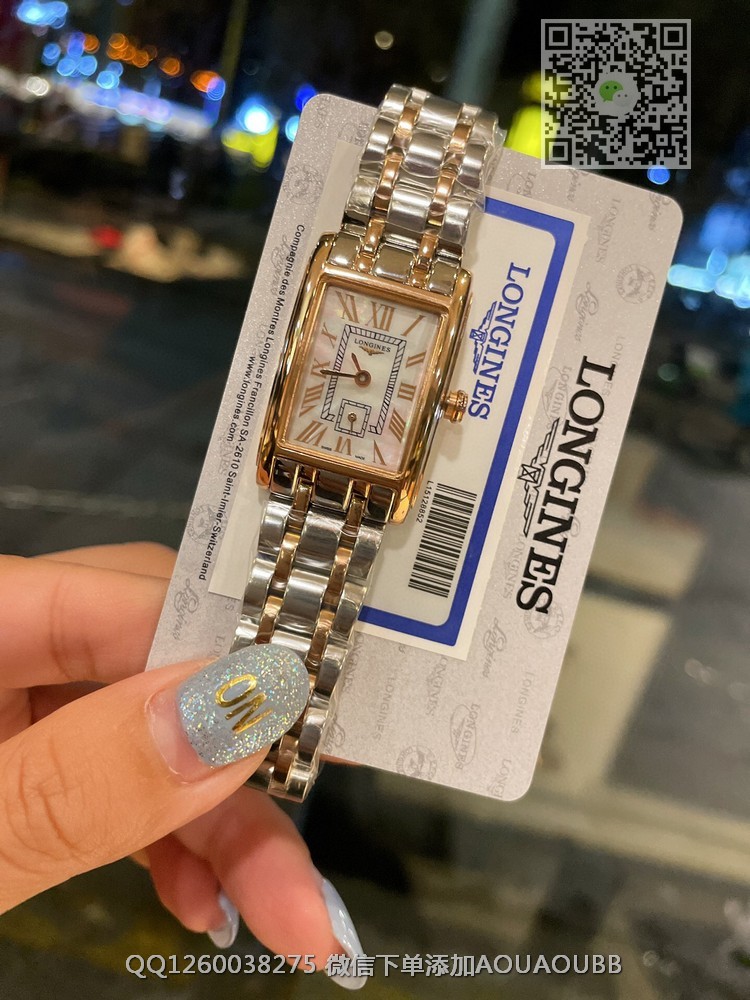 LONGINES
LONGINES
LONGINES
Compagnie des Montres Longines Francillon SA-2610 Saint-Imier-Switzerland
www.longines.com
L15128852
ON
QQ1260038275 微信下单添加AOUAOUBB